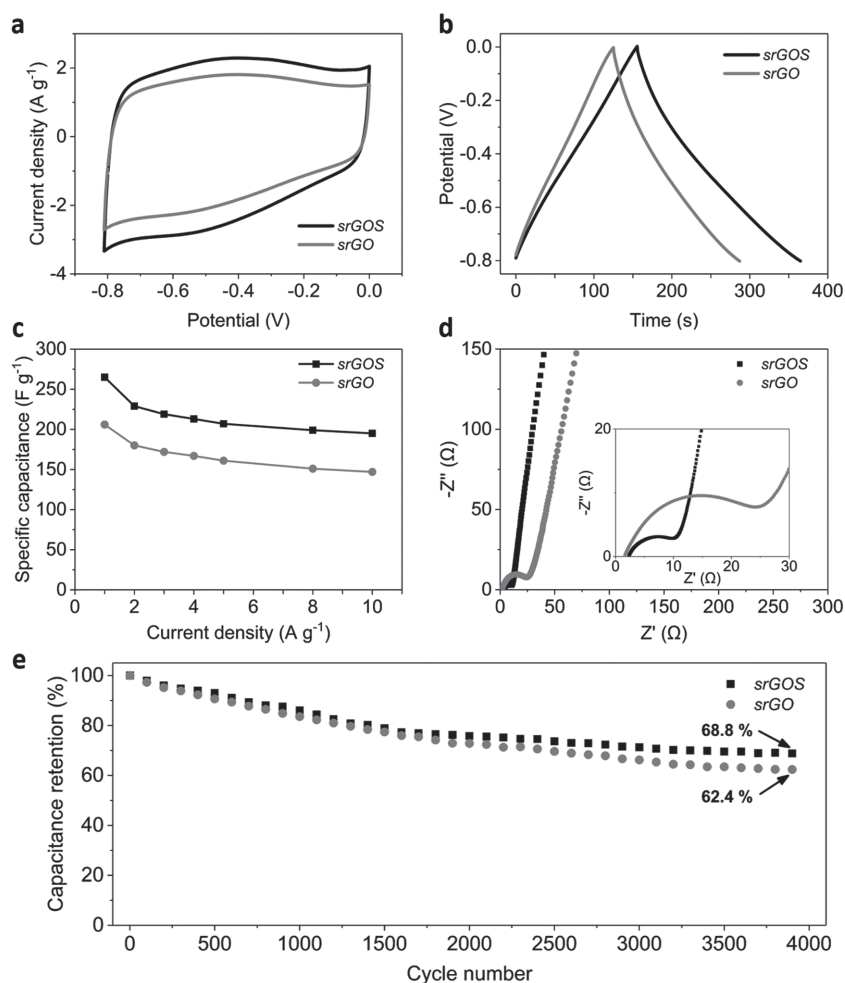 a
2
0
-2
-4
Current density (A g⁻¹)
srGOS
srGO
-0.8 -0.6 -0.4 -0.2 0.0
Potential (V)
b
0.0
-0.2
-0.4
-0.6
-0.8
Potential (V)
srGOS
srGO
0 100 200 300 400
Time (s)
c
300
250
200
150
100
50
0
Specific capacitance (F g⁻¹)
srGOS
srGO
0 2 4 6 8 10
Current density (A g⁻¹)
d
150
100
50
0
-Z" (Ω)
srGOS
srGO
20
0
-Z" (Ω)
0 10 20 30
Z' (Ω)
0 50 100 150 200 250 300
Z' (Ω)
e
100
80
60
40
20
0
Capacitance retention (%)
srGOS
srGO
68.8 %
62.4 %
0 500 1000 1500 2000 2500 3000 3500 4000
Cycle number